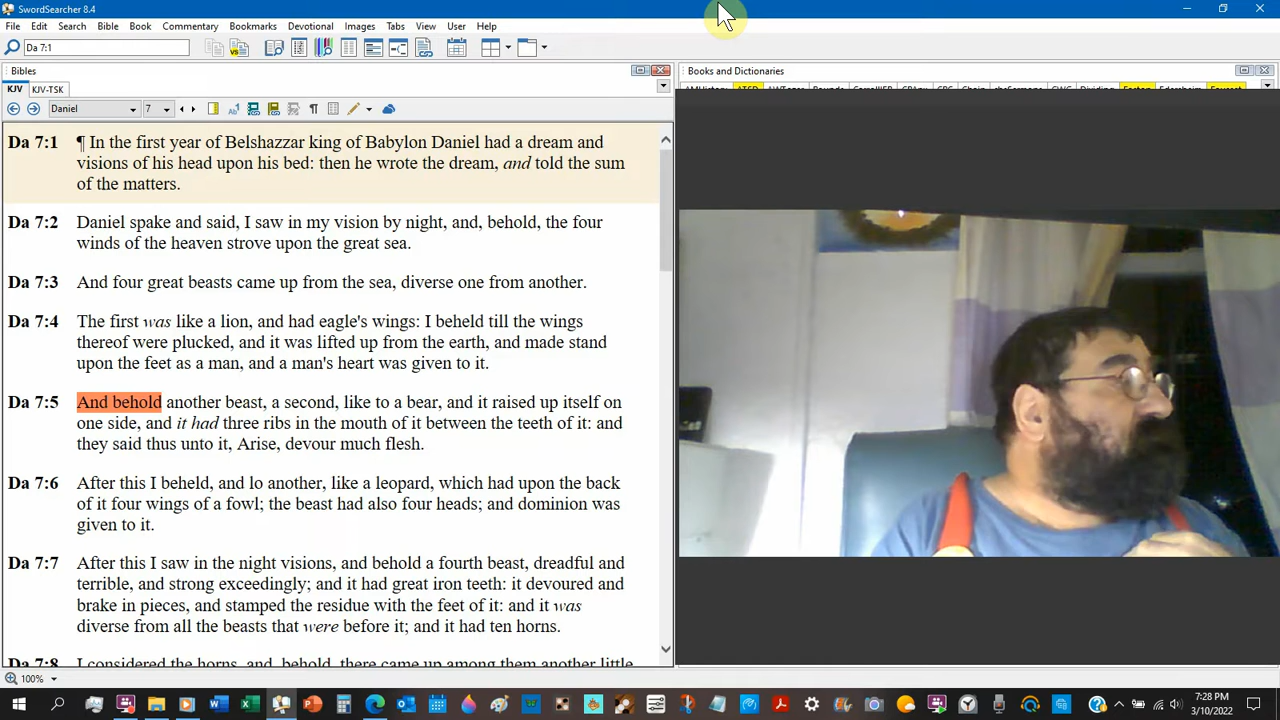 SwordSearcher 8.4
File Edit Search Bible Book Commentary Bookmarks Devotional Images Tabs View User Help
Da 7:1
Bibles
Books and Dictionaries
KJV KJV-TSK
Daniel 7
Da 7:1 ¶ In the first year of Belshazzar king of Babylon Daniel had a dream and
visions of his head upon his bed: then he wrote the dream, and told the sum
of the matters.
Da 7:2 Daniel spake and said, I saw in my vision by night, and, behold, the four
winds of the heaven strove upon the great sea.
Da 7:3 And four great beasts came up from the sea, diverse one from another.
Da 7:4 The first was like a lion, and had eagle's wings: I beheld till the wings
thereof were plucked, and it was lifted up from the earth, and made stand
upon the feet as a man, and a man's heart was given to it.
Da 7:5 And behold another beast, a second, like to a bear, and it raised up itself on
one side, and it had three ribs in the mouth of it between the teeth of it: and
they said thus unto it, Arise, devour much flesh.
Da 7:6 After this I beheld, and lo another, like a leopard, which had upon the back
of it four wings of a fowl; the beast had also four heads; and dominion was
given to it.
Da 7:7 After this I saw in the night visions, and behold a fourth beast, dreadful and
terrible, and strong exceedingly; and it had great iron teeth: it devoured and
brake in pieces, and stamped the residue with the feet of it: and it was
diverse from all the beasts that were before it; and it had ten horns.
Da 7:8 I considered the horns, and, behold, there came up among them another little
100%
7:28 PM
3/10/2022